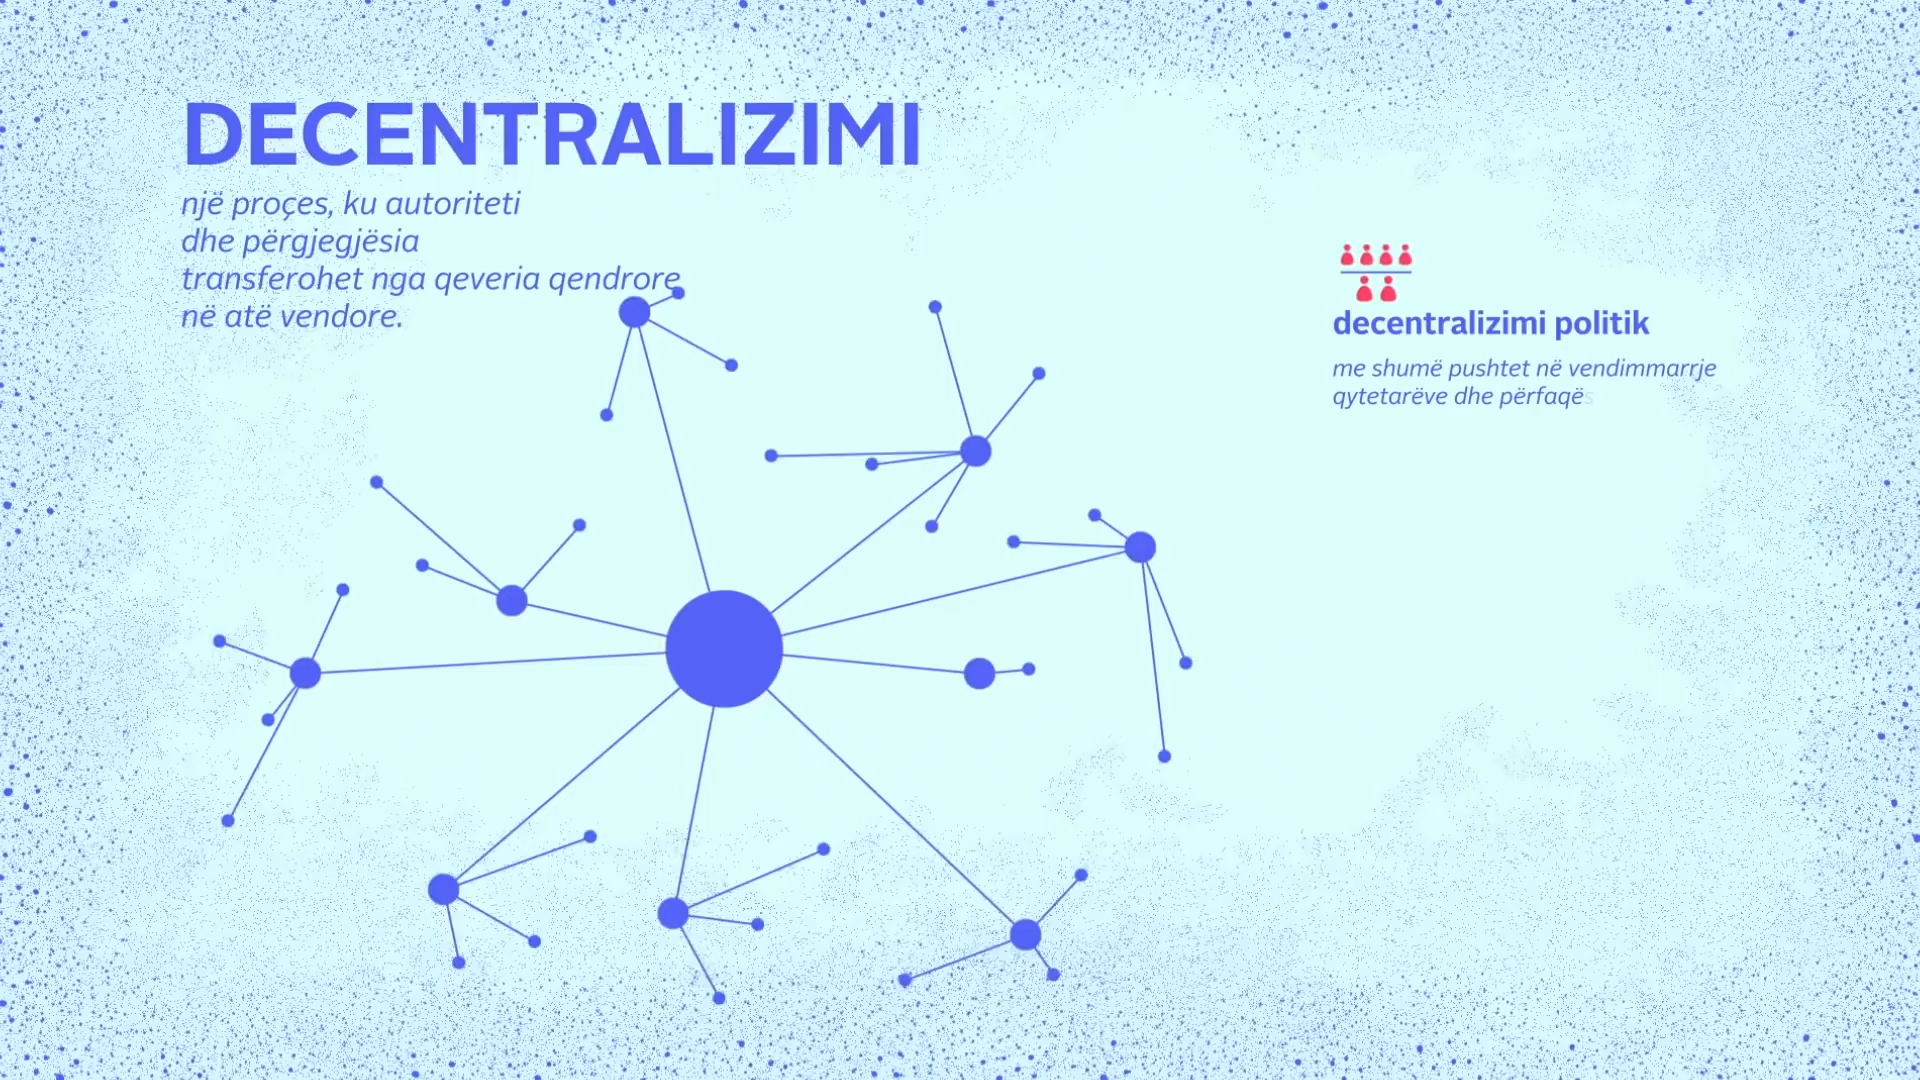 DECENTRALIZIMI
një proçes, ku autoriteti
dhe përgjegjësia
transferohet nga qeveria qendrore
në atë vendore.
decentralizimi politik
me shumë pushtet në vendimmarrje
qytetarëve dhe përfaqës